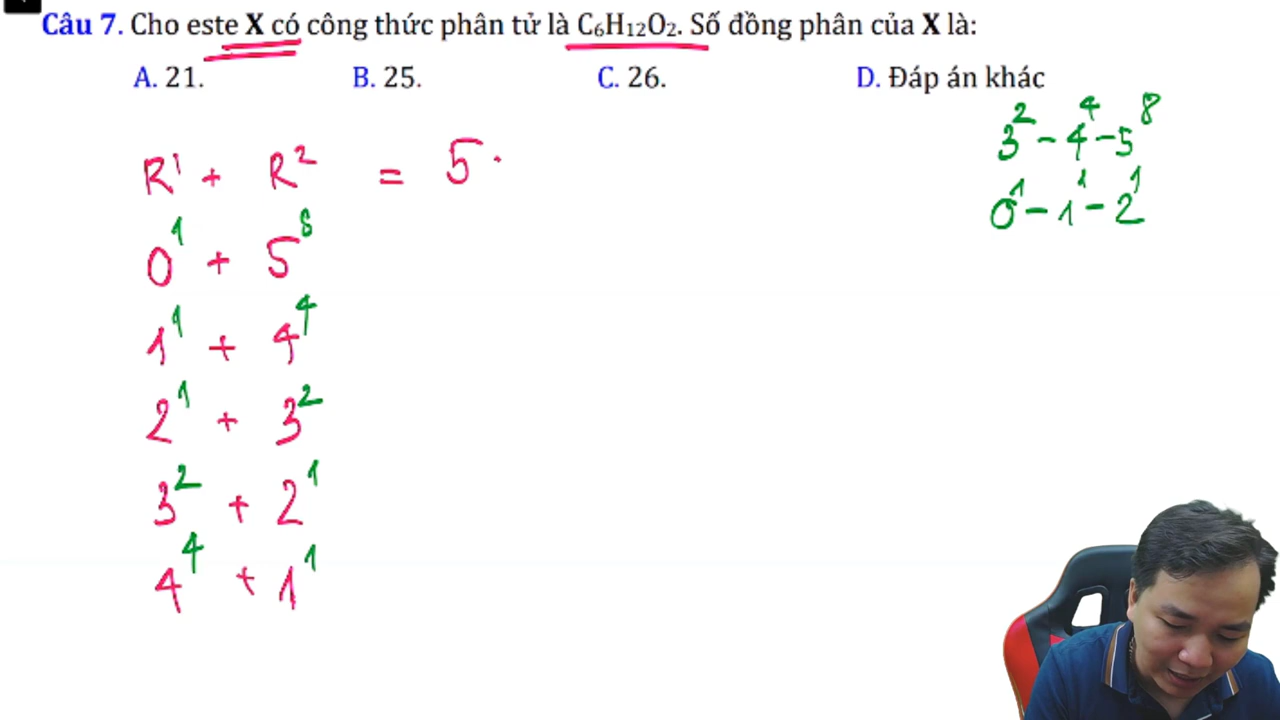 Câu 7. Cho este X có công thức phân tử là C₆H₁₂O₂. Số đồng phân của X là:
A. 21. B. 25. C. 26. D. Đáp án khác
3² - 4⁴ - 5⁸
0¹ - 1¹ - 2¹
R¹ + R² = 5 .
0¹ + 5⁸
1¹ + 4⁴
2¹ + 3²
3² + 2¹
4⁴ + 1¹